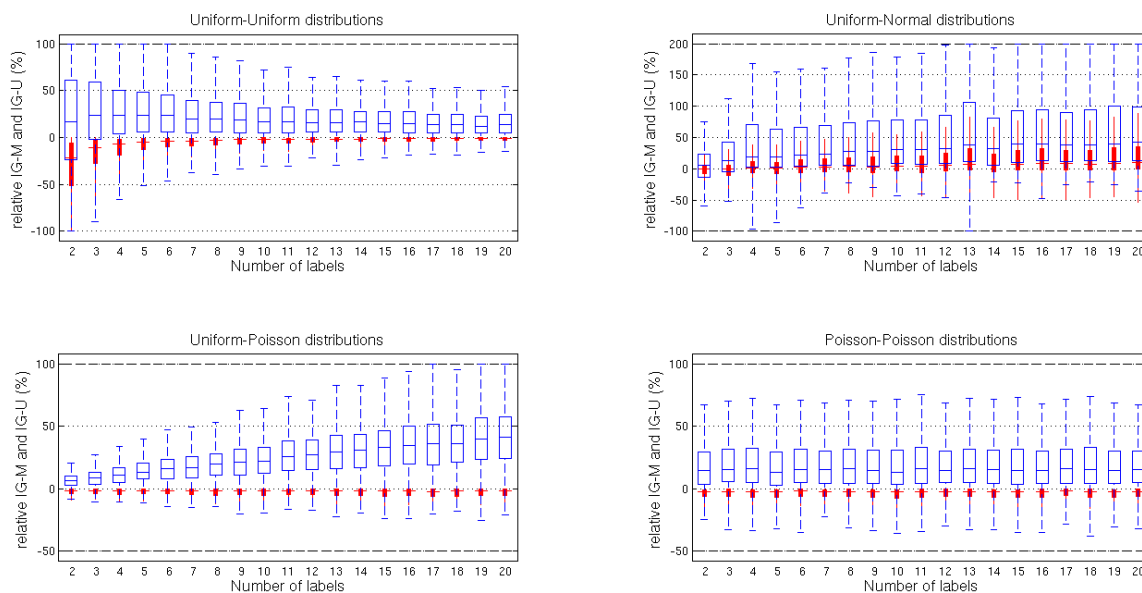 Uniform-Uniform distributions
relative IG-M and IG-U (%)
100
50
0
-50
-100
2 3 4 5 6 7 8 9 10 11 12 13 14 15 16 17 18 19 20
Number of labels
Uniform-Normal distributions
relative IG-M and IG-U (%)
200
150
100
50
0
-50
-100
2 3 4 5 6 7 8 9 10 11 12 13 14 15 16 17 18 19 20
Number of labels
Uniform-Poisson distributions
relative IG-M and IG-U (%)
100
50
0
-50
2 3 4 5 6 7 8 9 10 11 12 13 14 15 16 17 18 19 20
Number of labels
Poisson-Poisson distributions
relative IG-M and IG-U (%)
100
50
0
-50
2 3 4 5 6 7 8 9 10 11 12 13 14 15 16 17 18 19 20
Number of labels